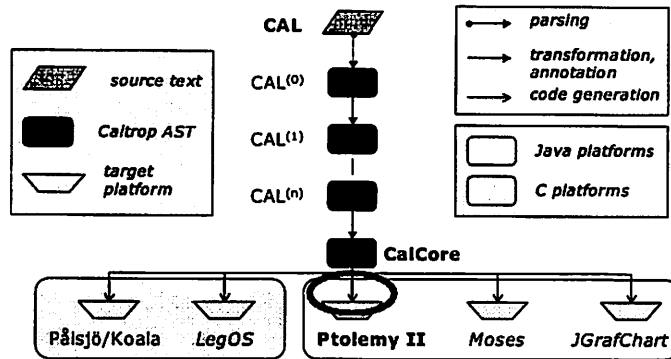 CAL
source text
Caltrop AST
target
platform
CAL(0)
CAL(1)
CAL(n)
CalCore
parsing
transformation,
annotation
code generation
Java platforms
C platforms
Pålsjö/Koala
LegOS
Ptolemy II
Moses
JGrafChart